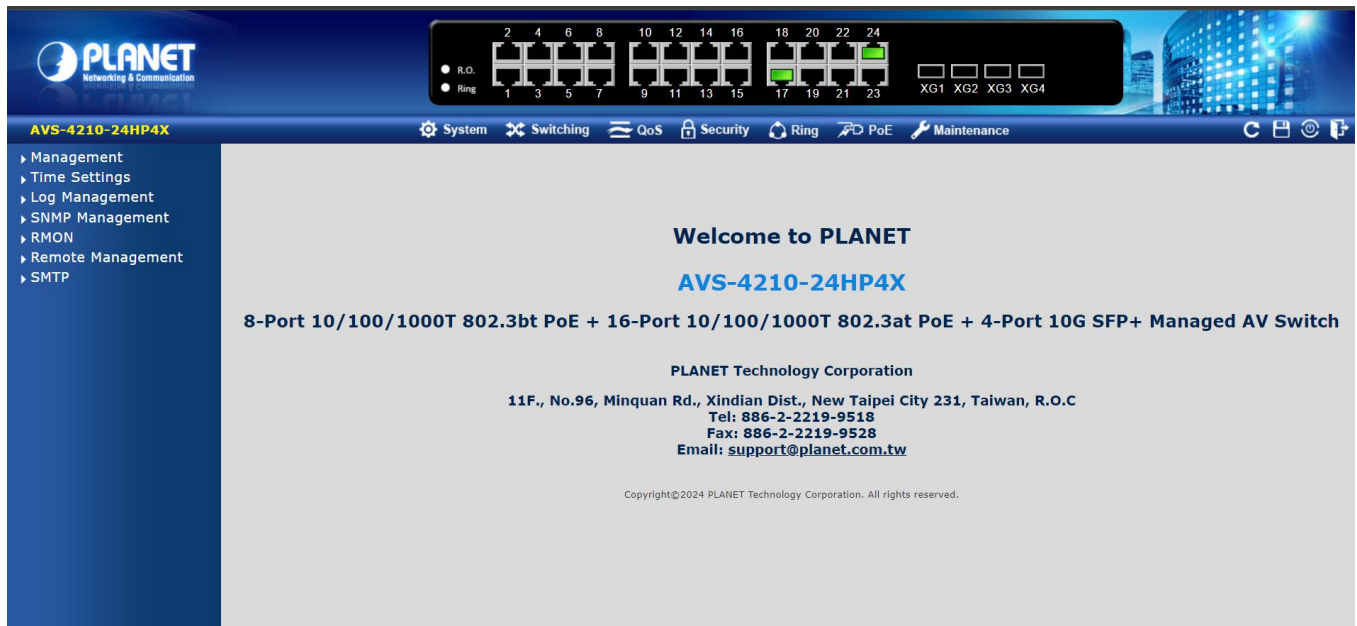 PLANET
Networking & Communication
2 4 6 8 10 12 14 16 18 20 22 24
R.O.
Ring
1 3 5 7 9 11 13 15 17 19 21 23 XG1 XG2 XG3 XG4
AVS-4210-24HP4X
System Switching QoS Security Ring PoE Maintenance
Management
Time Settings
Log Management
SNMP Management
RMON
Remote Management
SMTP
Welcome to PLANET
AVS-4210-24HP4X
8-Port 10/100/1000T 802.3bt PoE + 16-Port 10/100/1000T 802.3at PoE + 4-Port 10G SFP+ Managed AV Switch
PLANET Technology Corporation
11F., No.96, Minquan Rd., Xindian Dist., New Taipei City 231, Taiwan, R.O.C
Tel: 886-2-2219-9518
Fax: 886-2-2219-9528
Email: support@planet.com.tw
Copyright©2024 PLANET Technology Corporation. All rights reserved.